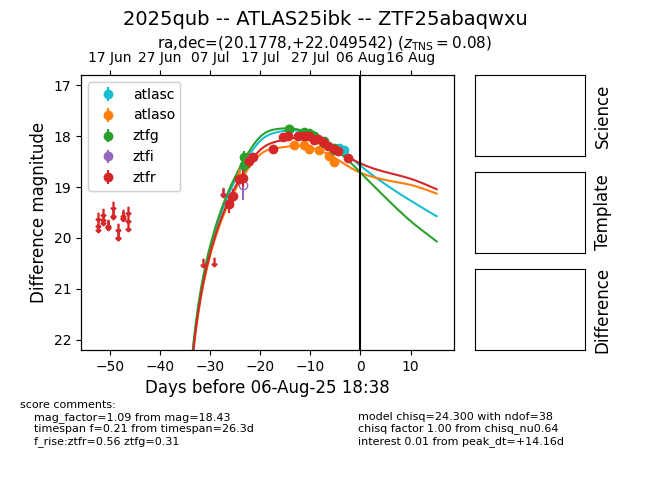 2025qub -- ATLAS25ibk -- ZTF25abaqwxu
ra,dec=(20.1778,+22.049542) (z_TNS = 0.08)
17 Jun 27 Jun 07 Jul 17 Jul 27 Jul 06 Aug 16 Aug
17
18
19
20
21
22
Difference magnitude
atlasc
atlaso
ztfg
ztfi
ztfr
−50 −40 −30 −20 −10 0 10
Days before 06-Aug-25 18:38
Science
Template
Difference
score comments:
mag_factor=1.09 from mag=18.43
timespan f=0.21 from timespan=26.3d
f_rise:ztfr=0.56 ztfg=0.31
model chisq=24.300 with ndof=38
chisq factor 1.00 from chisq_nu0.64
interest 0.01 from peak_dt=+14.16d